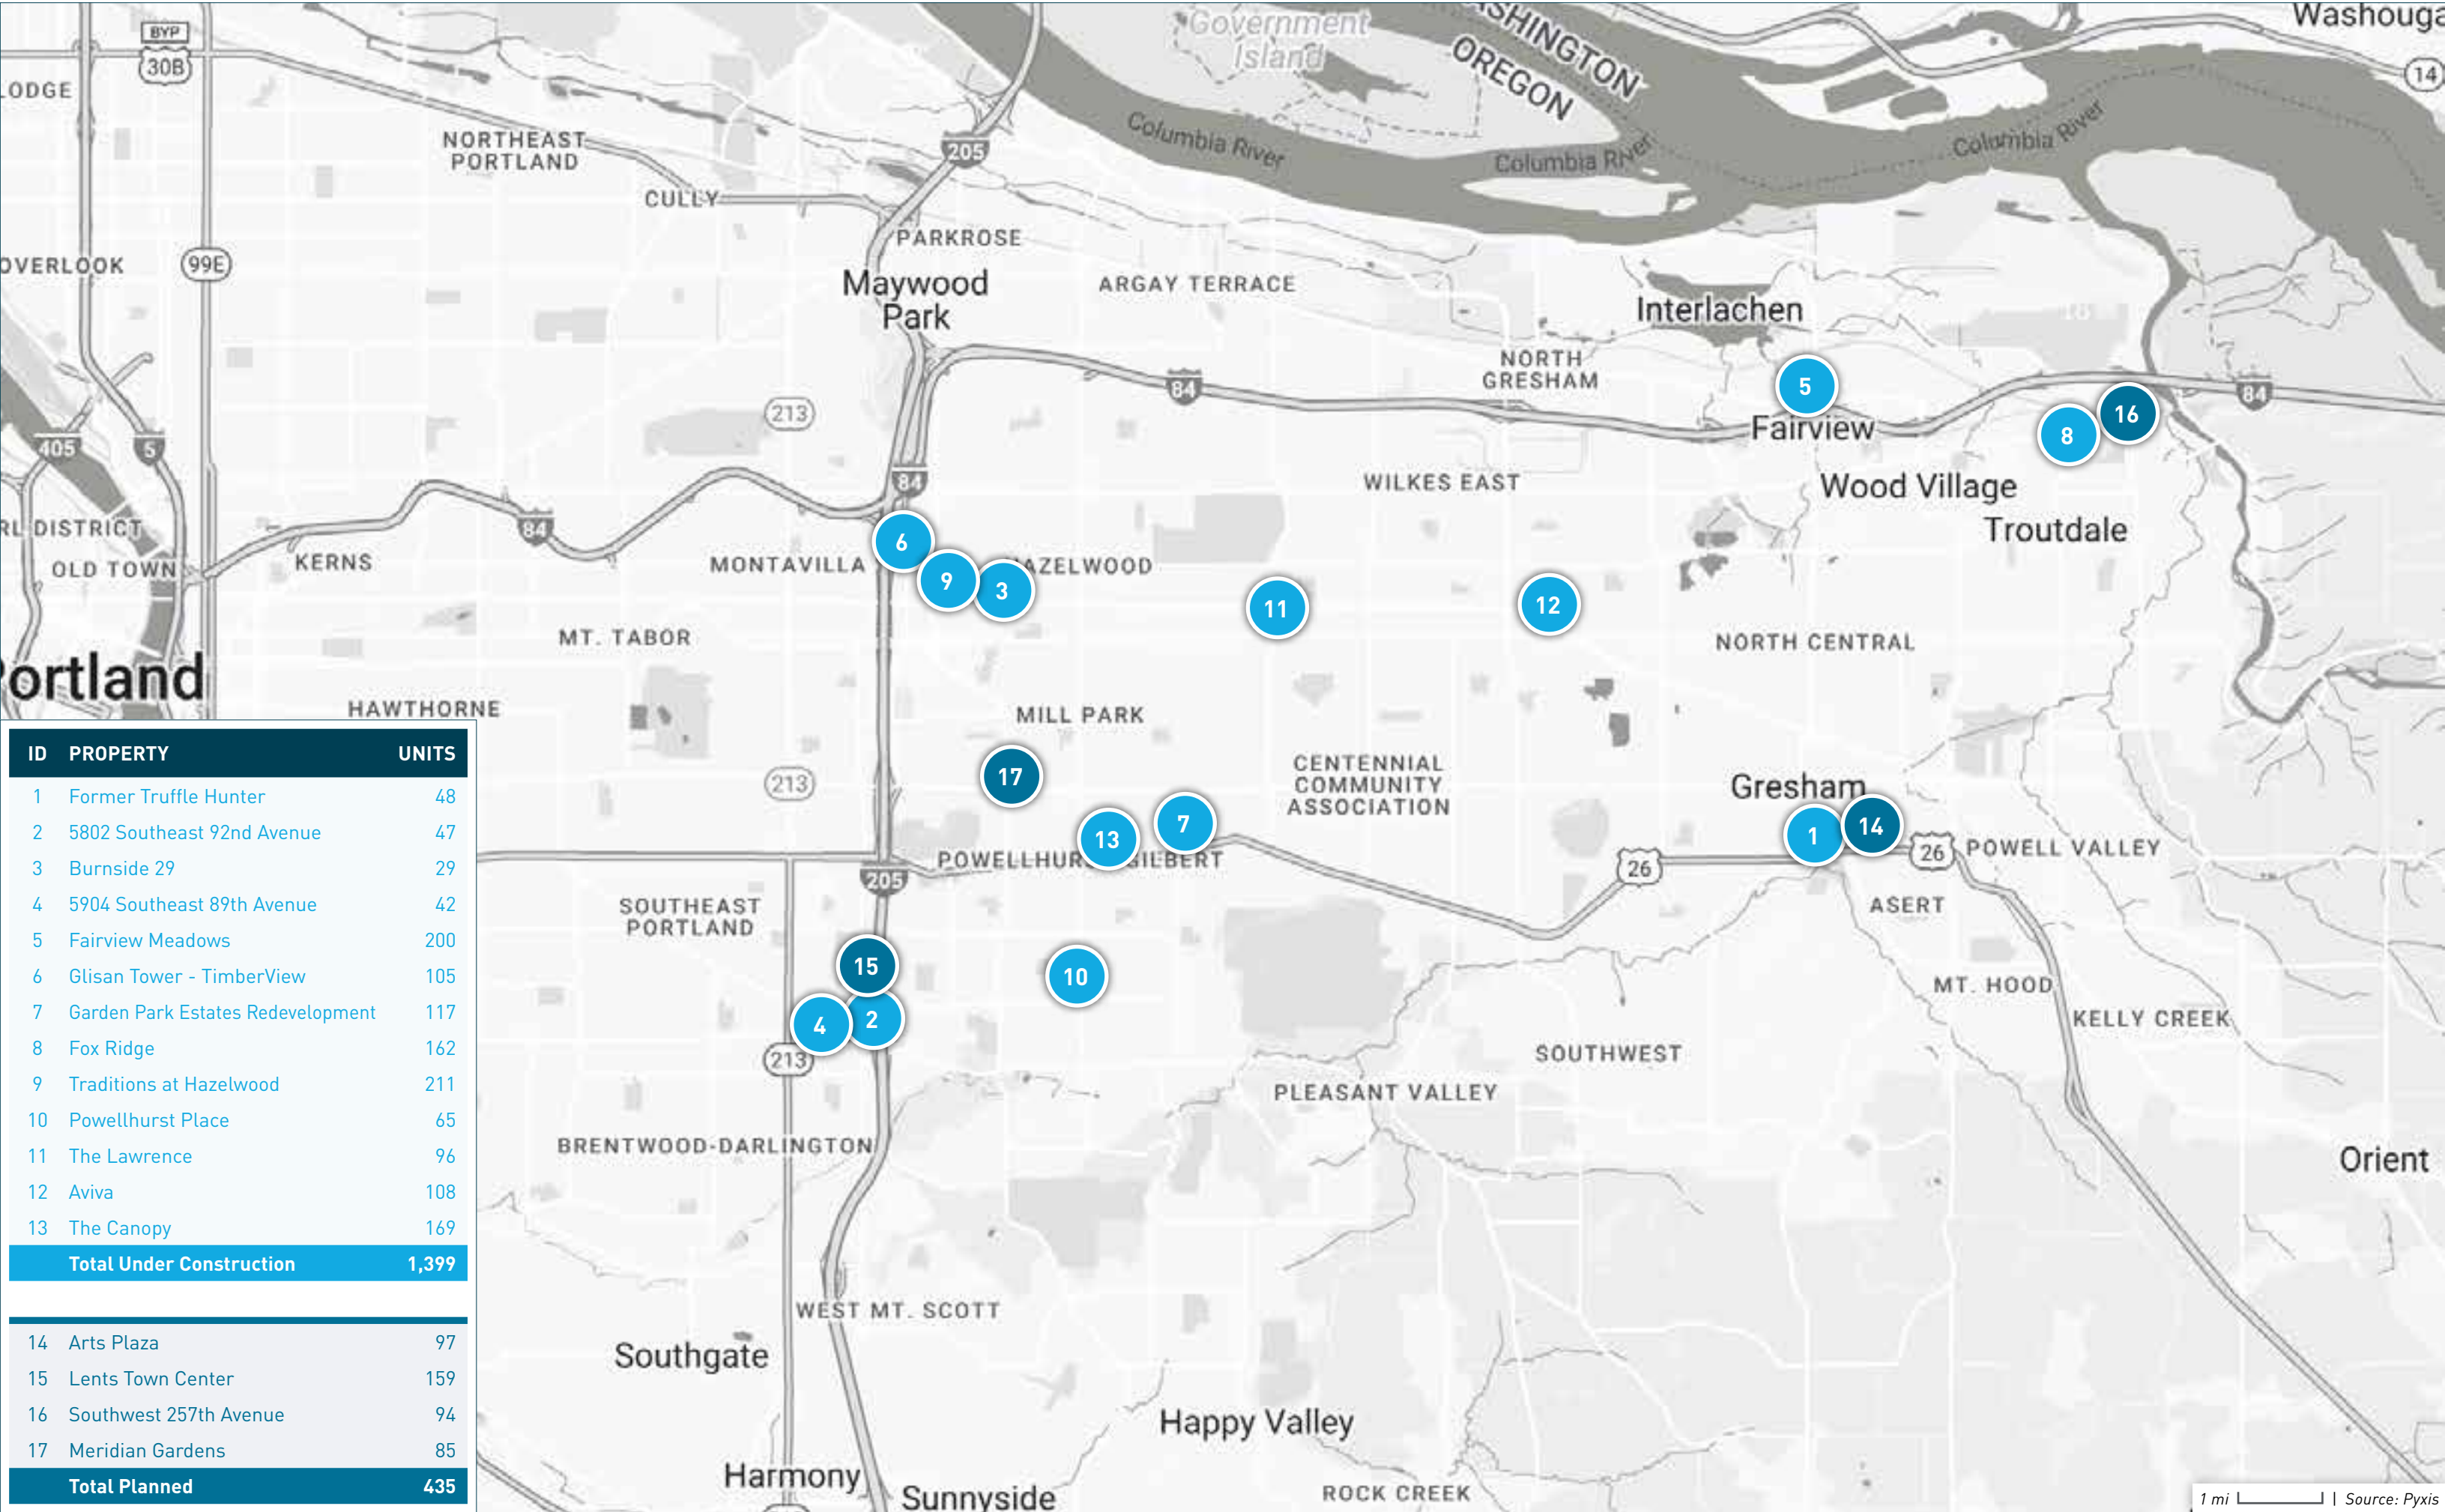 Government
Island
WASHINGTON
OREGON
Washouga
14
BYP
30B
LODGE
NORTHEAST
PORTLAND
205
Columbia River
Columbia River
Columbia River
CULLY
PARKROSE
OVERLOOK
99E
Maywood
Park
ARGAY TERRACE
Interlachen
NORTH
GRESHAM
84
5
84
213
16
Fairview
8
405
5
84
WILKES EAST
Wood Village
RL DISTRICT
84
Troutdale
6
OLD TOWN
KERNS
MONTAVILLA
AZELWOOD
9
3
11
12
MT. TABOR
NORTH CENTRAL
ortland
HAWTHORNE
MILL PARK
17
213
CENTENNIAL
COMMUNITY
ASSOCIATION
Gresham
13
7
1
14
POWELLHUR GILBERT
26
26
POWELL VALLEY
205
SOUTHEAST
PORTLAND
ASERT
15
10
MT. HOOD
4
2
KELLY CREEK
213
SOUTHWEST
PLEASANT VALLEY
BRENTWOOD-DARLINGTON
Orient
WEST MT. SCOTT
Southgate
Happy Valley
Harmony
Sunnyside
ROCK CREEK
ID PROPERTY UNITS
1 Former Truffle Hunter 48
2 5802 Southeast 92nd Avenue 47
3 Burnside 29 29
4 5904 Southeast 89th Avenue 42
5 Fairview Meadows 200
6 Glisan Tower - TimberView 105
7 Garden Park Estates Redevelopment 117
8 Fox Ridge 162
9 Traditions at Hazelwood 211
10 Powellhurst Place 65
11 The Lawrence 96
12 Aviva 108
13 The Canopy 169
Total Under Construction 1,399
14 Arts Plaza 97
15 Lents Town Center 159
16 Southwest 257th Avenue 94
17 Meridian Gardens 85
Total Planned 435
1 mi | Source: Pyxis